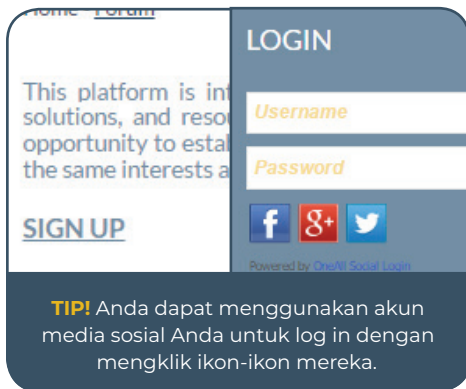 Home Forum
LOGIN
This platform is int
solutions, and resou
opportunity to estal
the same interests a
Username
Password
SIGN UP
f g+
Powered by OneAll Social Login
TIP! Anda dapat menggunakan akun
media sosial Anda untuk log in dengan
mengklik ikon-ikon mereka.